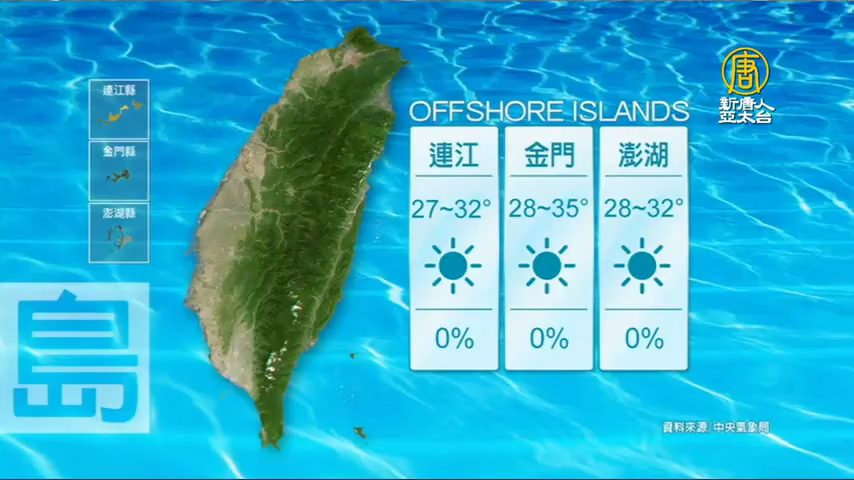 連江縣
金門縣
澎湖縣
島
唐
新唐人
亞太台
OFFSHORE ISLANDS
連江 金門 澎湖
27~32° 28~35° 28~32°
0% 0% 0%
資料來源/中央氣象局